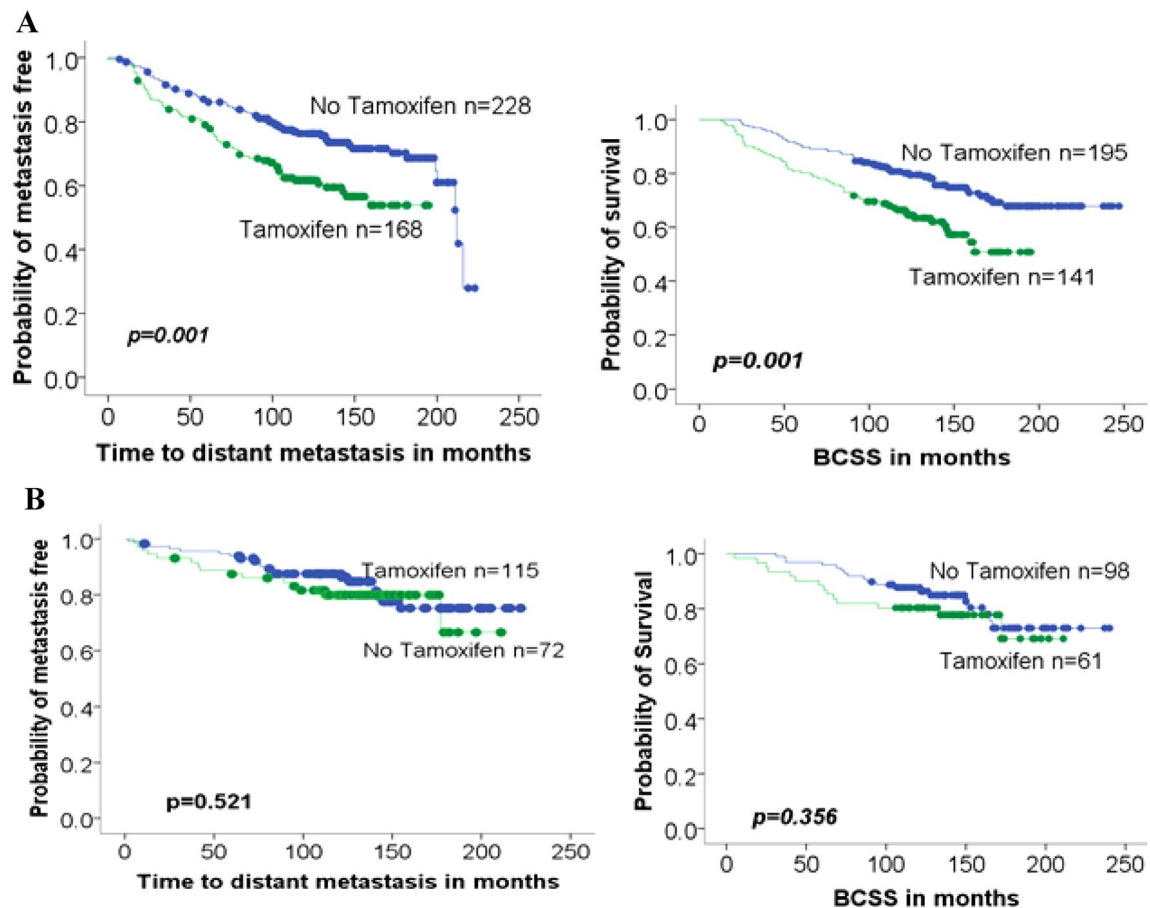 A
Probability of metastasis free
1.0
0.8
0.6
0.4
0.2
0.0
No Tamoxifen n=228
Tamoxifen n=168
p=0.001
0 50 100 150 200 250
Time to distant metastasis in months
Probability of survival
1.0
0.8
0.6
0.4
0.2
0.0
No Tamoxifen n=195
Tamoxifen n=141
p=0.001
0 50 100 150 200 250
BCSS in months
B
Probability of metastasis free
1.0
0.8
0.6
0.4
0.2
0.0
Tamoxifen n=115
No Tamoxifen n=72
p=0.521
0 50 100 150 200 250
Time to distant metastasis in months
Probability of Survival
1.0
0.8
0.6
0.4
0.2
0.0
No Tamoxifen n=98
Tamoxifen n=61
p=0.356
0 50 100 150 200 250
BCSS in months